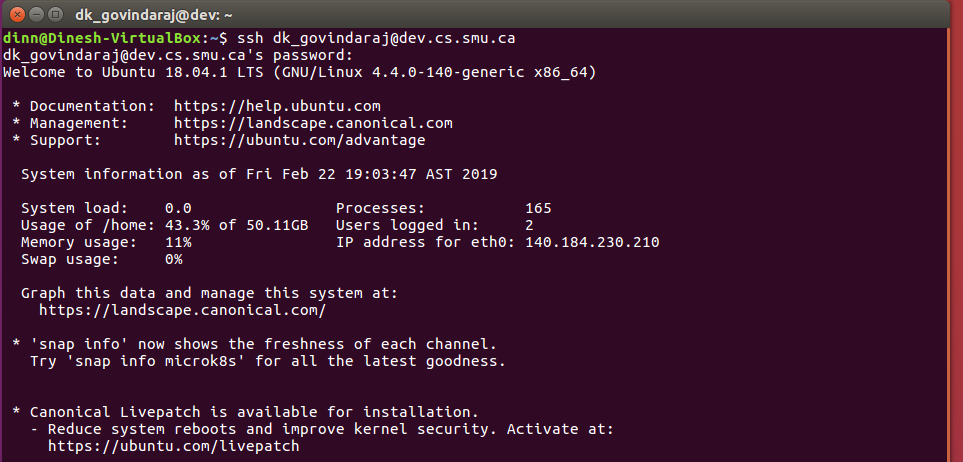 dk_govindaraj@dev: ~
dinn@Dinesh-VirtualBox:~$ ssh dk_govindaraj@dev.cs.smu.ca
dk_govindaraj@dev.cs.smu.ca's password:
Welcome to Ubuntu 18.04.1 LTS (GNU/Linux 4.4.0-140-generic x86_64)
* Documentation:  https://help.ubuntu.com
* Management:     https://landscape.canonical.com
* Support:        https://ubuntu.com/advantage
System information as of Fri Feb 22 19:03:47 AST 2019
System load:    0.0                Processes:           165
Usage of /home: 43.3% of 50.11GB   Users logged in:     2
Memory usage:   11%                IP address for eth0: 140.184.230.210
Swap usage:     0%
Graph this data and manage this system at:
https://landscape.canonical.com/
* 'snap info' now shows the freshness of each channel.
Try 'snap info microk8s' for all the latest goodness.
* Canonical Livepatch is available for installation.
- Reduce system reboots and improve kernel security. Activate at:
https://ubuntu.com/livepatch